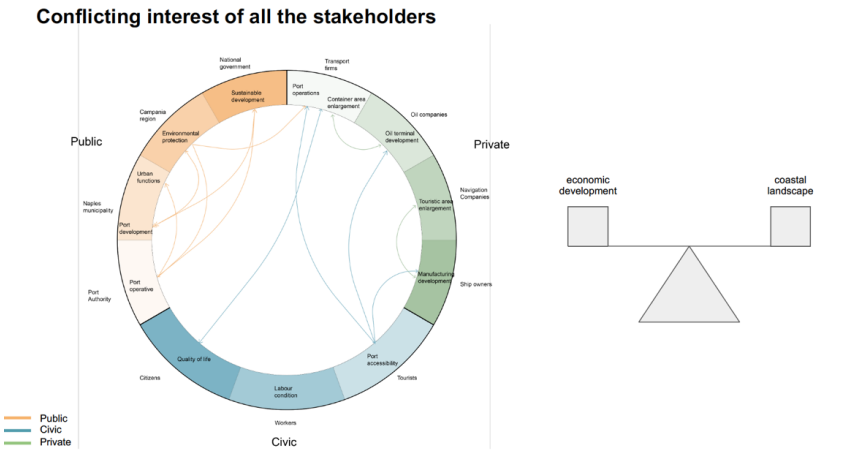 Conflicting interest of all the stakeholders
National
government
Transport
firms
Sustainable
development
Port
operations
Container area
enlargement
Campania
region
Oil companies
Environmental
protection
Oil terminal
development
Public
Private
Urban
functions
economic
development
coastal
landscape
Naples
municipality
Touristic area
enlargement
Navigation
Companies
Port
development
Manufacturing
development
Ship owners
Port
Authority
Port
operative
Quality of life
Port
accessibility
Citizens
Labour
condition
Tourists
Workers
Civic
Public
Civic
Private